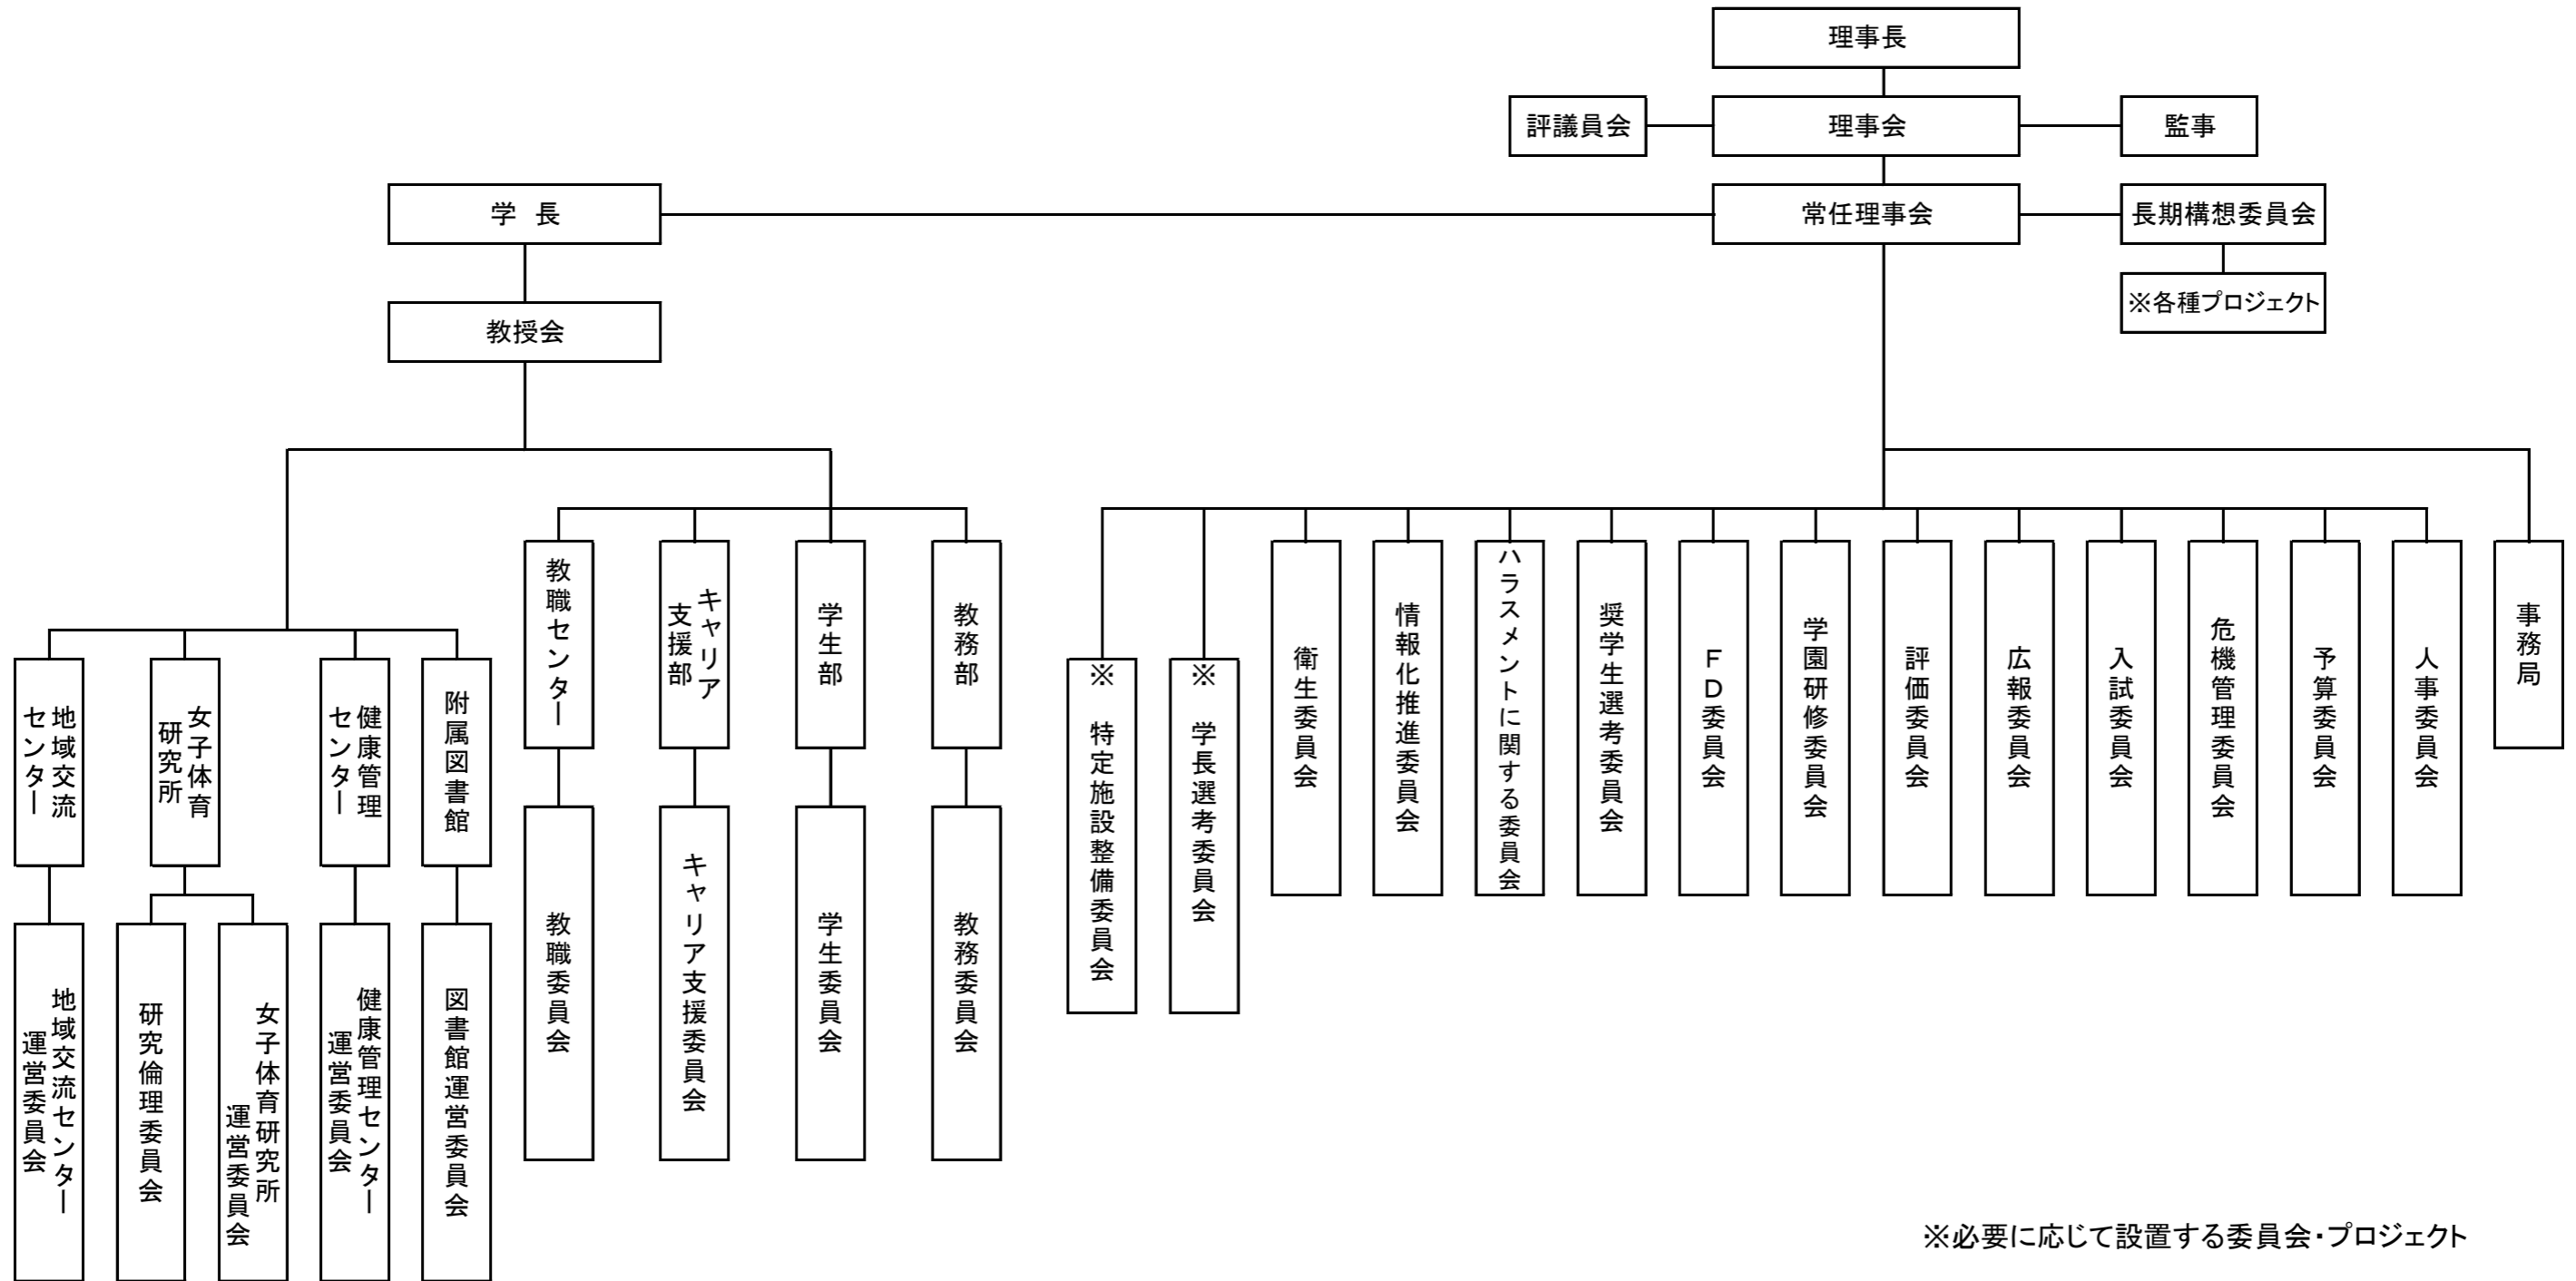 理事長
評議員会
理事会
監事
学 長
常任理事会
長期構想委員会
※各種プロジェクト
教授会
教職センター
キャリア
支援部
学生部
教務部
地域交流
センター
女子体育
研究所
健康管理
センター
附属図書館
教職委員会
キャリア支援委員会
学生委員会
教務委員会
地域交流センター
運営委員会
研究倫理委員会
女子体育研究所
運営委員会
健康管理センター
運営委員会
図書館運営委員会
※ 特定施設整備委員会
※ 学長選考委員会
衛生委員会
情報化推進委員会
ハラスメントに関する委員会
奨学生選考委員会
FD委員会
学園研修委員会
評価委員会
広報委員会
入試委員会
危機管理委員会
予算委員会
人事委員会
事務局
※必要に応じて設置する委員会・プロジェクト